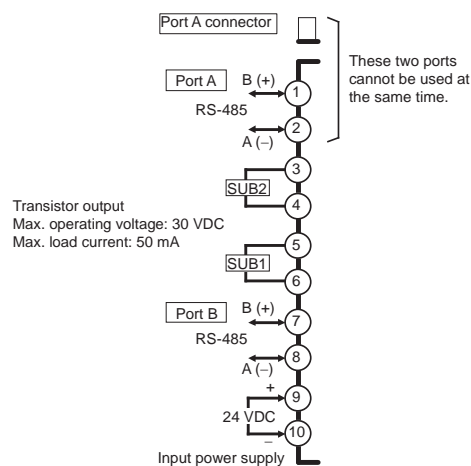 Port A connector
These two ports
cannot be used at
the same time.
Port A
B (+)
1
RS-485
A (−)
2
3
SUB2
4
Transistor output
Max. operating voltage: 30 VDC
Max. load current: 50 mA
5
SUB1
6
Port B
B (+)
7
RS-485
A (−)
8
+
9
24 VDC
−
10
Input power supply